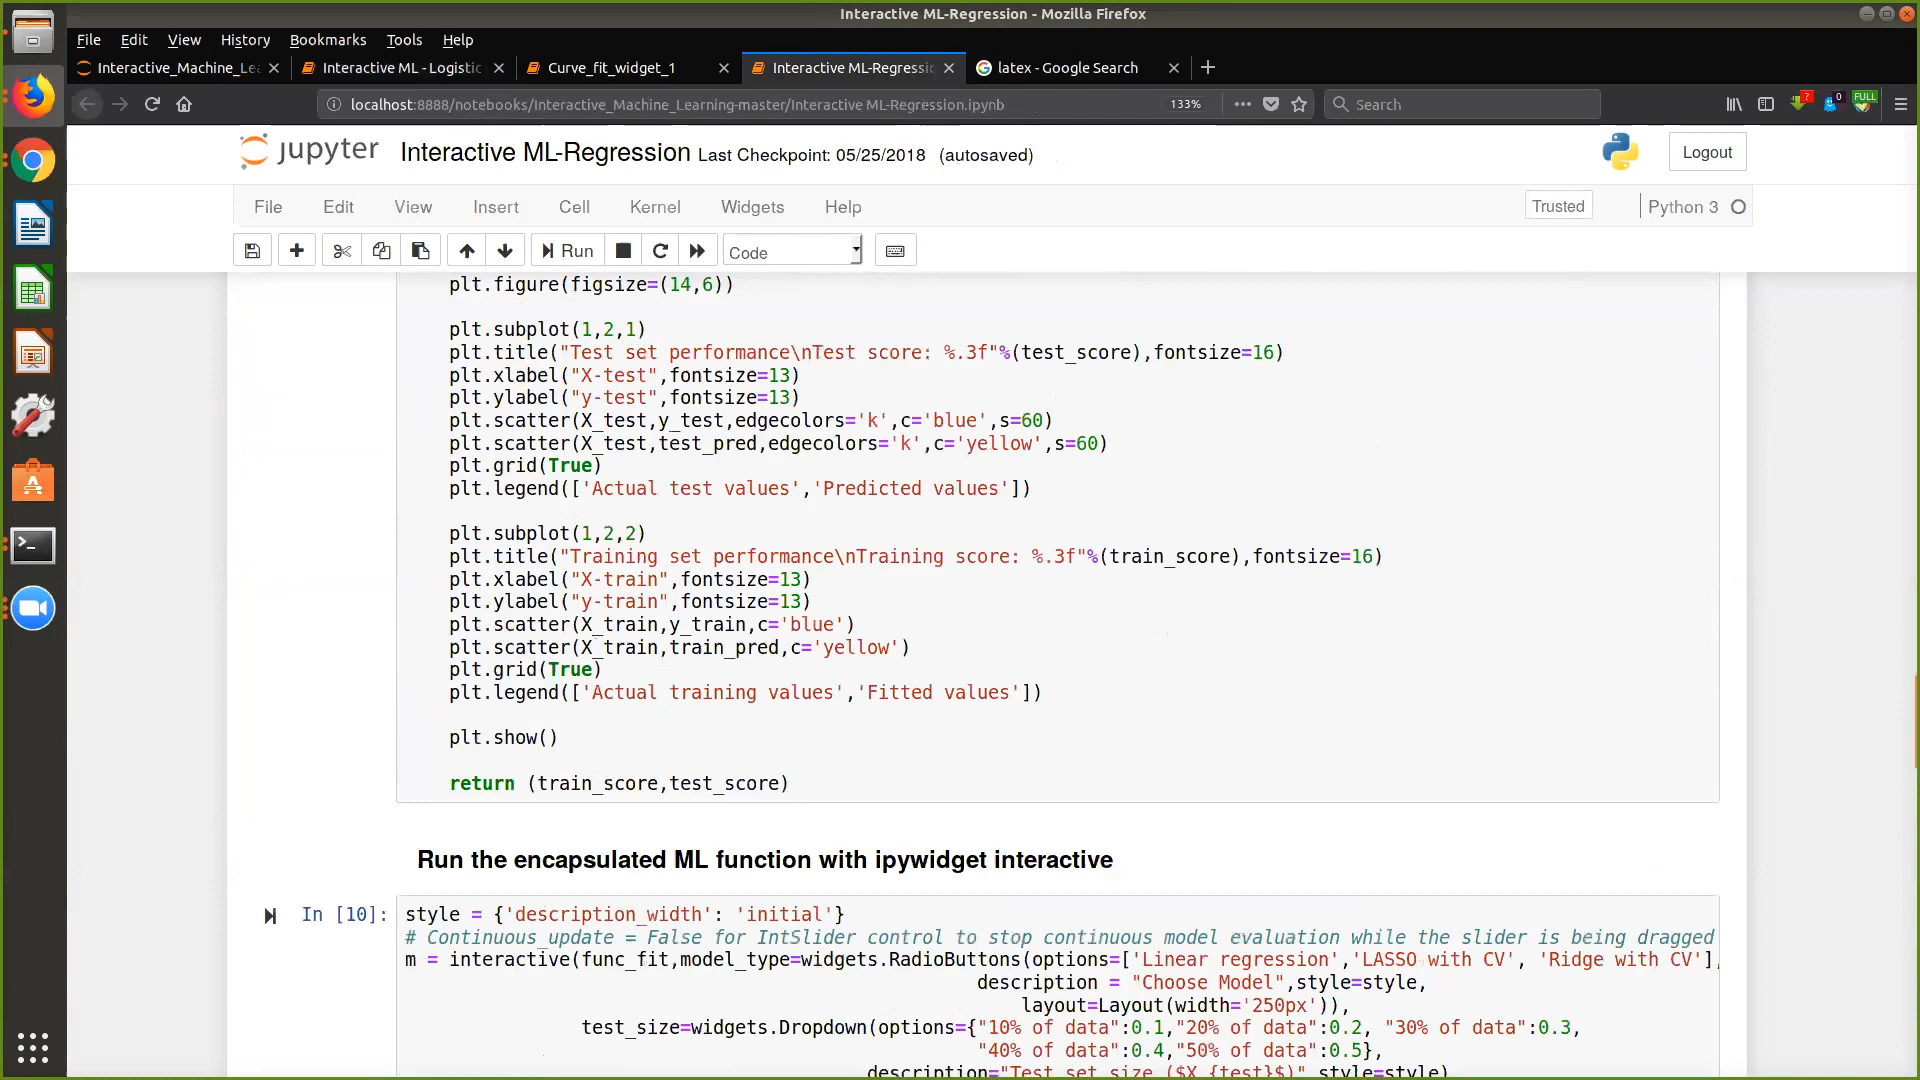 Interactive ML-Regression - Mozilla Firefox
File Edit View History Bookmarks Tools Help
Interactive_Machine_Le Interactive ML - Logistic Curve_fit_widget_1 Interactive ML-Regressi latex - Google Search
localhost:8888/notebooks/Interactive_Machine_Learning-master/Interactive ML-Regression.ipynb 133% Search ? 0 FULL
jupyter Interactive ML-Regression Last Checkpoint: 05/25/2018 (autosaved) Logout
File Edit View Insert Cell Kernel Widgets Help Trusted Python 3
Run Code
plt.figure(figsize=(14,6))
plt.subplot(1,2,1)
plt.title("Test set performance\nTest score: %.3f"%(test_score),fontsize=16)
plt.xlabel("X-test",fontsize=13)
plt.ylabel("y-test",fontsize=13)
plt.scatter(X_test,y_test,edgecolors='k',c='blue',s=60)
plt.scatter(X_test,test_pred,edgecolors='k',c='yellow',s=60)
plt.grid(True)
plt.legend(['Actual test values','Predicted values'])
plt.subplot(1,2,2)
plt.title("Training set performance\nTraining score: %.3f"%(train_score),fontsize=16)
plt.xlabel("X-train",fontsize=13)
plt.ylabel("y-train",fontsize=13)
plt.scatter(X_train,y_train,c='blue')
plt.scatter(X_train,train_pred,c='yellow')
plt.grid(True)
plt.legend(['Actual training values','Fitted values'])
plt.show()
return (train_score,test_score)
Run the encapsulated ML function with ipywidget interactive
In [10]: style = {'description_width': 'initial'}
# Continuous_update = False for IntSlider control to stop continuous model evaluation while the slider is being dragged
m = interactive(func_fit,model_type=widgets.RadioButtons(options=['Linear regression','LASSO with CV', 'Ridge with CV'],
description = "Choose Model",style=style,
layout=Layout(width='250px')),
test_size=widgets.Dropdown(options={"10% of data":0.1,"20% of data":0.2, "30% of data":0.3,
"40% of data":0.4,"50% of data":0.5},
description="Test set size ($X_{test}$)",style=style)